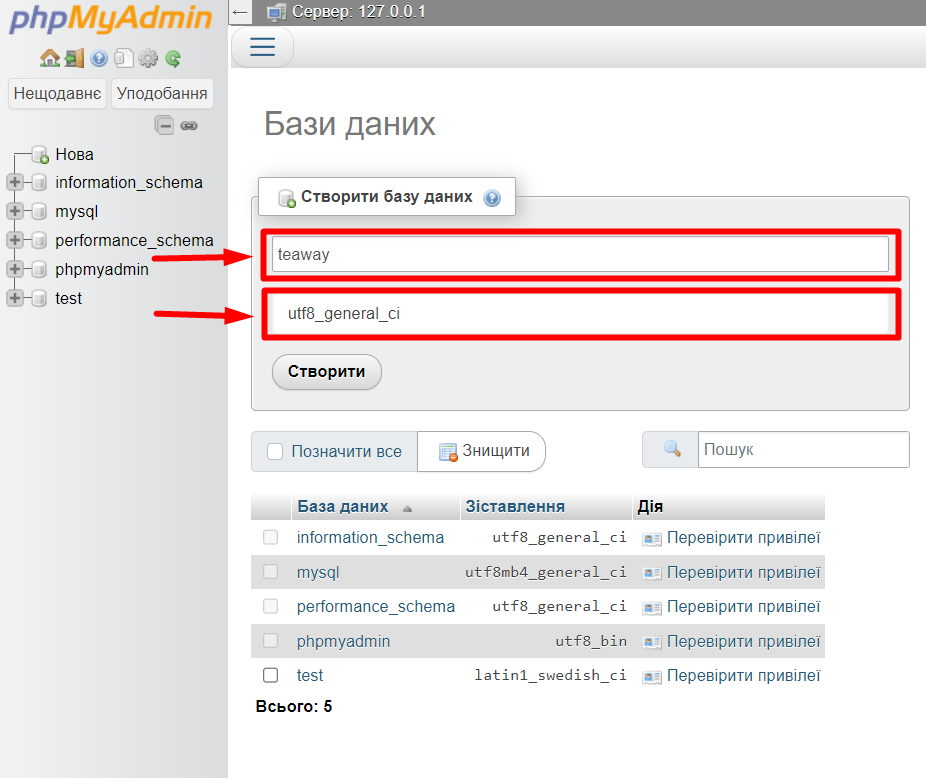 phpMyAdmin
Нещодавнє Уподобання
Нова
information_schema
mysql
performance_schema
phpmyadmin
test
Сервер: 127.0.0.1
Бази даних
Створити базу даних
teaway
utf8_general_ci
Створити
Позначити все Знищити Пошук
База даних Зіставлення Дія
information_schema utf8_general_ci Перевірити привілеї
mysql utf8mb4_general_ci Перевірити привілеї
performance_schema utf8_general_ci Перевірити привілеї
phpmyadmin utf8_bin Перевірити привілеї
test latin1_swedish_ci Перевірити привілеї
Всього: 5